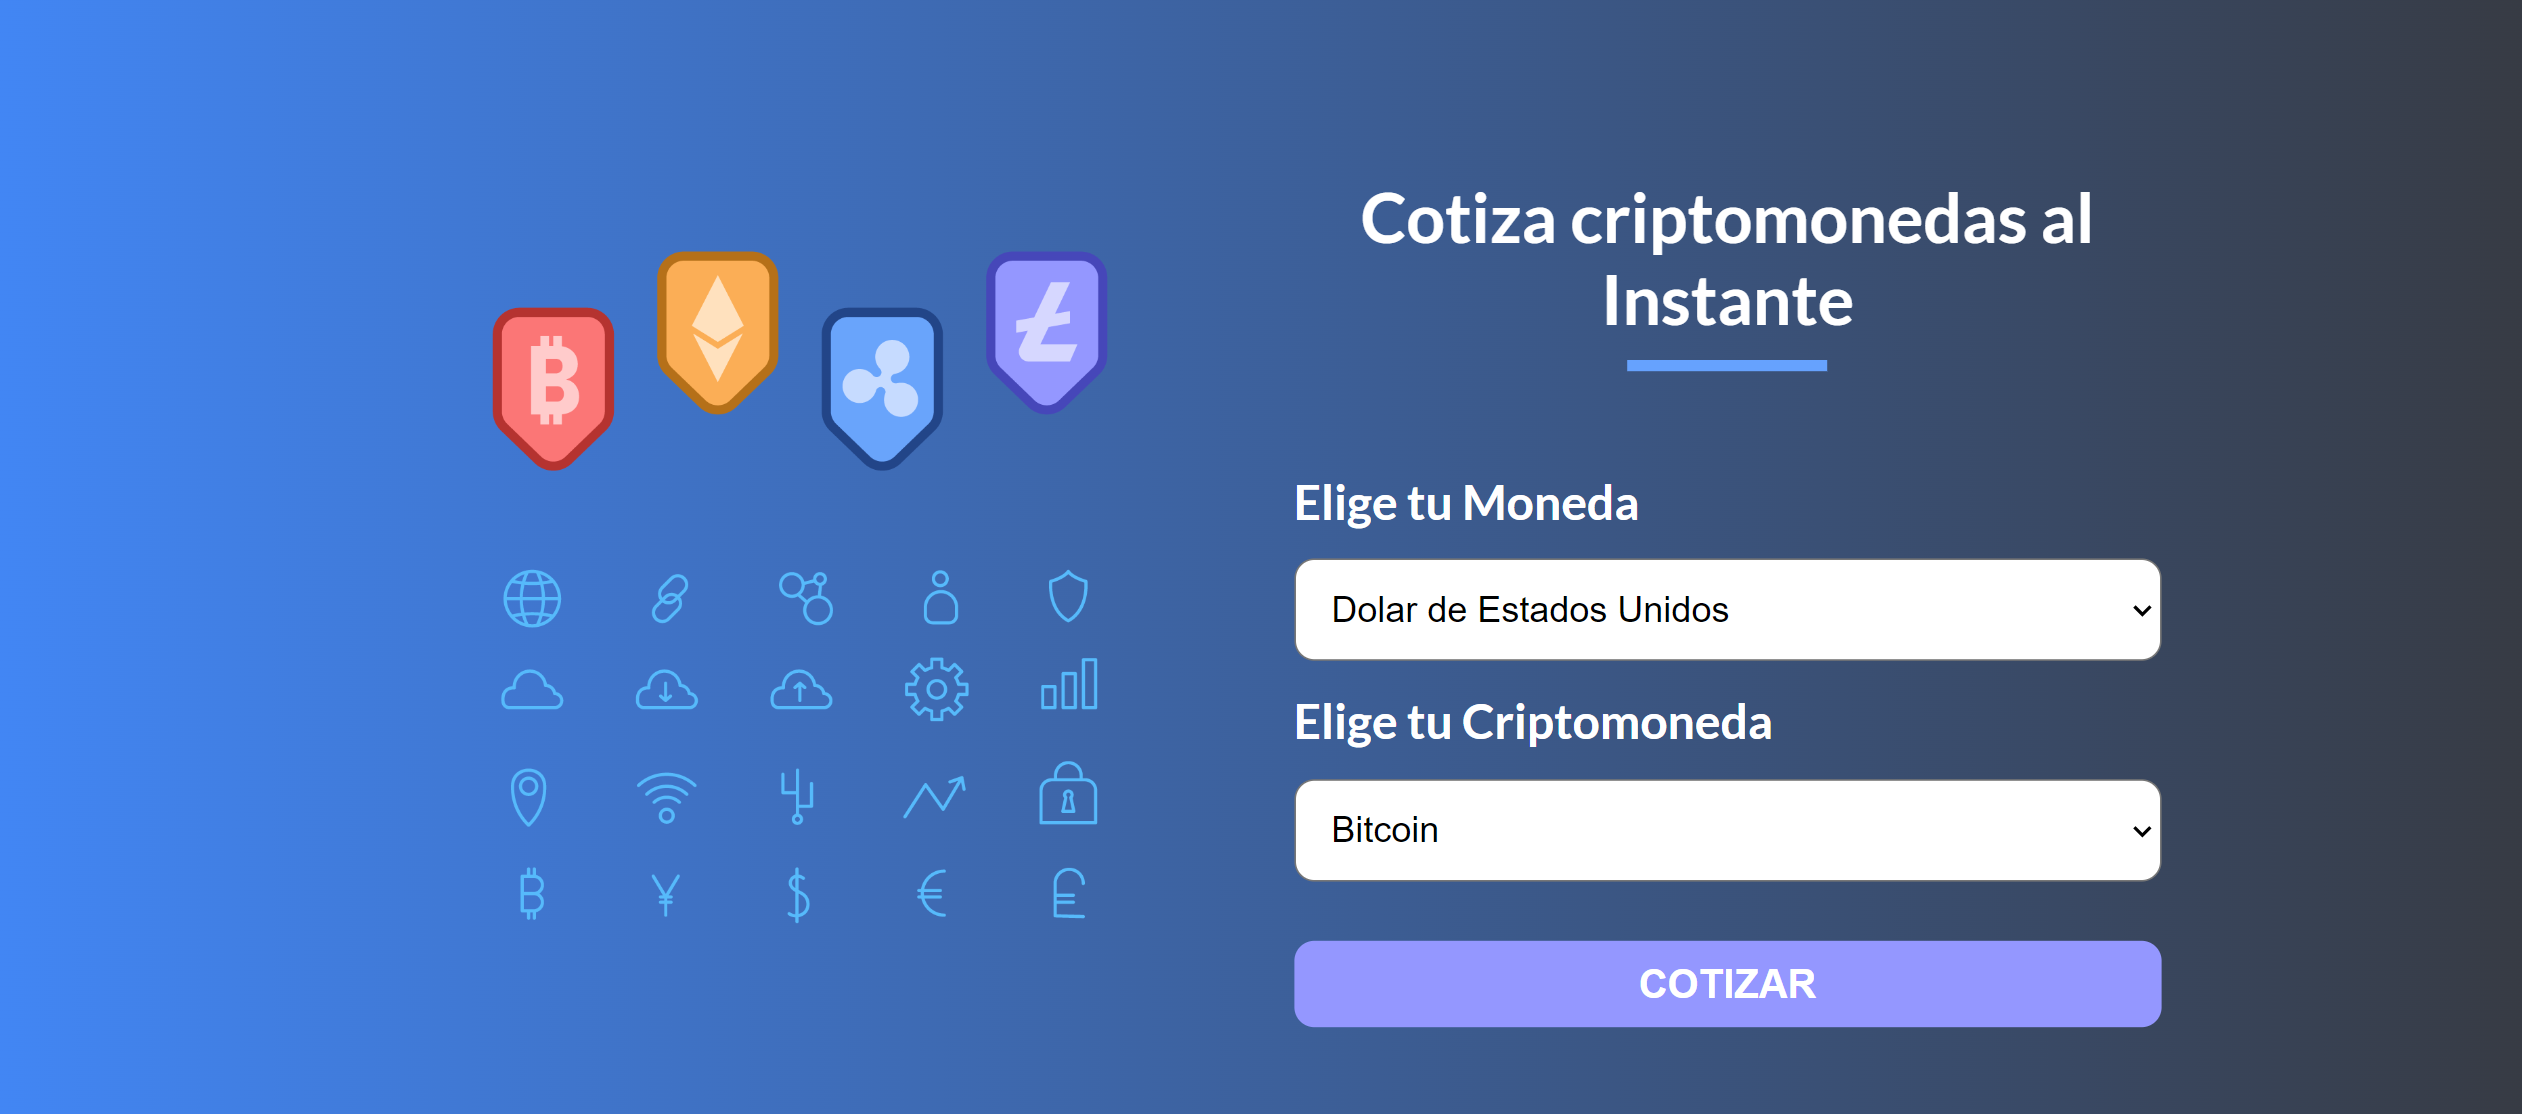 Cotiza criptomonedas al
Instante
Elige tu Moneda
Dolar de Estados Unidos
Elige tu Criptomoneda
Bitcoin
COTIZAR